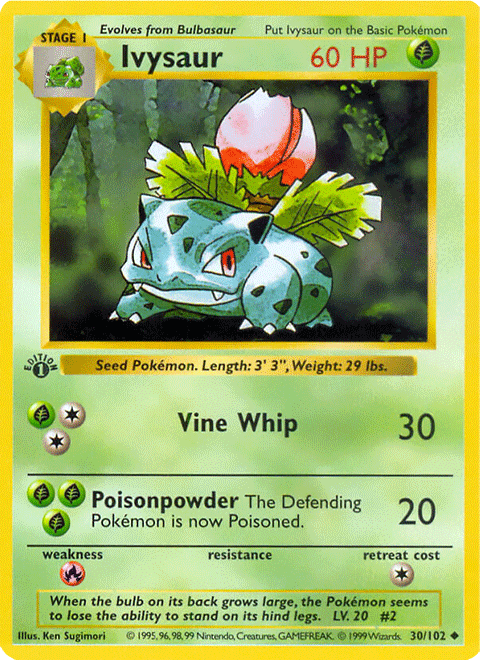 Evolves from Bulbasaur
Put Ivysaur on the Basic Pokémon
STAGE 1
Ivysaur
60 HP
EDITION
1
Seed Pokémon. Length: 3' 3", Weight: 29 lbs.
Vine Whip 30
Poisonpowder The Defending
Pokémon is now Poisoned.
20
weakness resistance retreat cost
When the bulb on its back grows large, the Pokémon seems
to lose the ability to stand on its hind legs. LV. 20 #2
Illus. Ken Sugimori © 1995, 96, 98, 99 Nintendo, Creatures, GAMEFREAK. © 1999 Wizards. 30/102